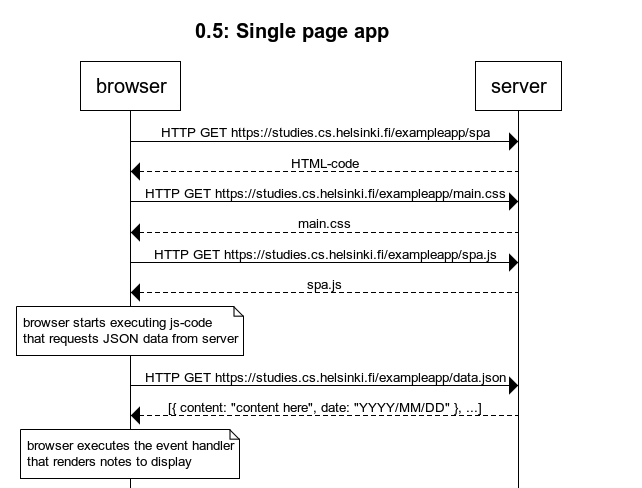 0.5: Single page app
browser
server
HTTP GET https://studies.cs.helsinki.fi/exampleapp/spa
HTML-code
HTTP GET https://studies.cs.helsinki.fi/exampleapp/main.css
main.css
HTTP GET https://studies.cs.helsinki.fi/exampleapp/spa.js
spa.js
browser starts executing js-code
that requests JSON data from server
HTTP GET https://studies.cs.helsinki.fi/exampleapp/data.json
[{ content: "content here", date: "YYYY/MM/DD" }, ...]
browser executes the event handler
that renders notes to display